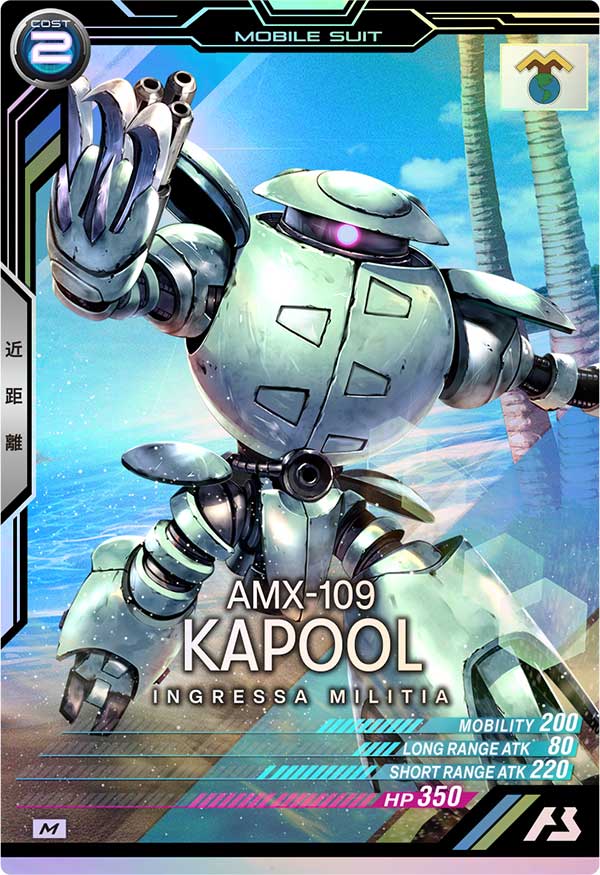 COST
2
MOBILE SUIT
近距離
AMX-109
KAPOOL
INGRESSA MILITIA
MOBILITY 200
LONG RANGE ATK 80
SHORT RANGE ATK 220
HP 350
M